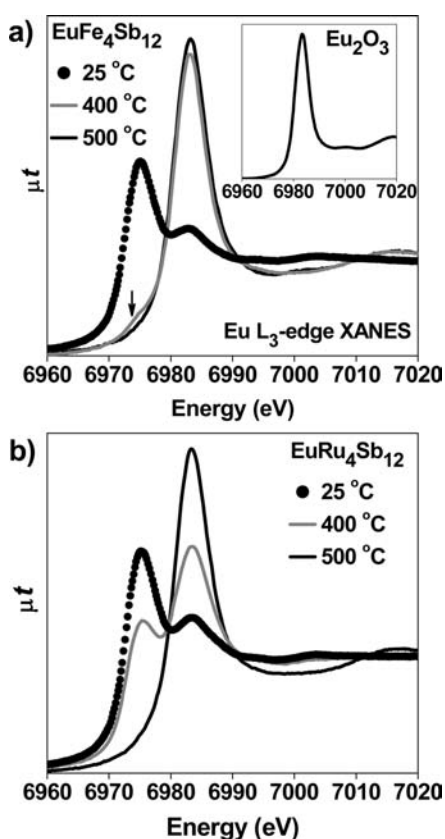 a)
EuFe₄Sb₁₂
25 °C
400 °C
500 °C
Eu₂O₃
6960 6980 7000 7020
µt
Eu L₃-edge XANES
6960 6970 6980 6990 7000 7010 7020
Energy (eV)
b)
EuRu₄Sb₁₂
25 °C
400 °C
500 °C
µt
6960 6970 6980 6990 7000 7010 7020
Energy (eV)